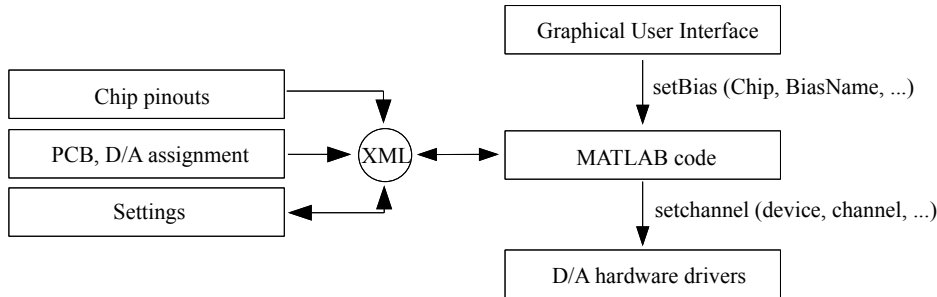 Graphical User Interface
Chip pinouts
setBias (Chip, BiasName, ...)
PCB, D/A assignment
XML
MATLAB code
Settings
setchannel (device, channel, ...)
D/A hardware drivers